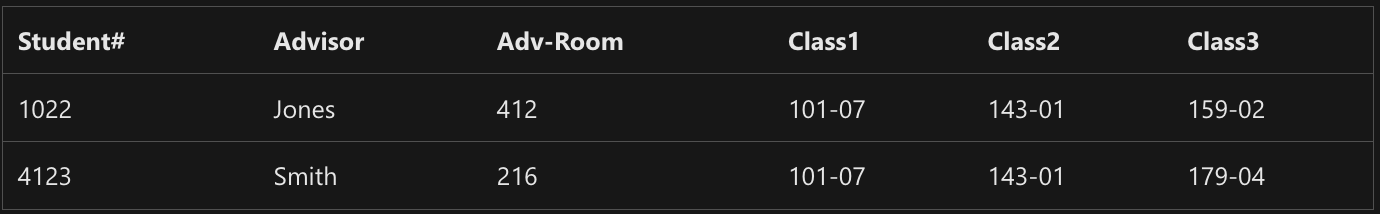 Student# Advisor Adv-Room Class1 Class2 Class3
1022 Jones 412 101-07 143-01 159-02
4123 Smith 216 101-07 143-01 179-04